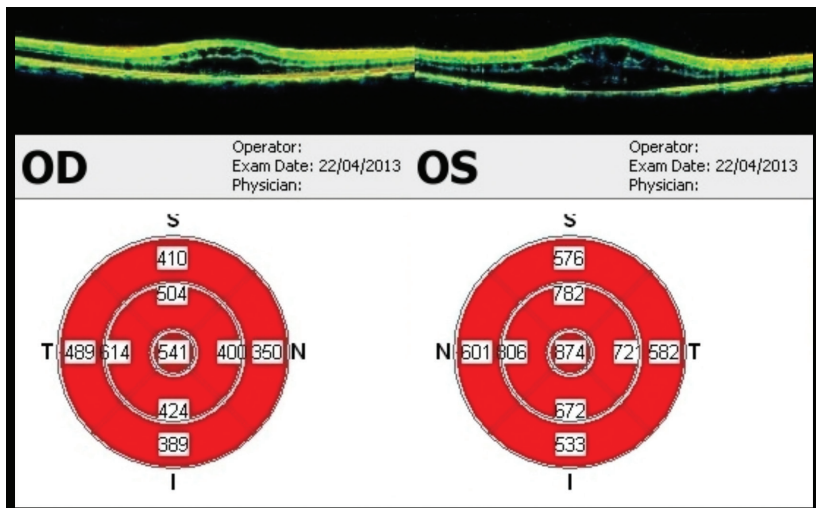 OD
Operator:
Exam Date: 22/04/2013
Physician:
OS
Operator:
Exam Date: 22/04/2013
Physician:
S
410
504
T 489 614 541 400 350 N
424
389
I
S
576
782
N 601 806 874 721 582 T
672
533
I